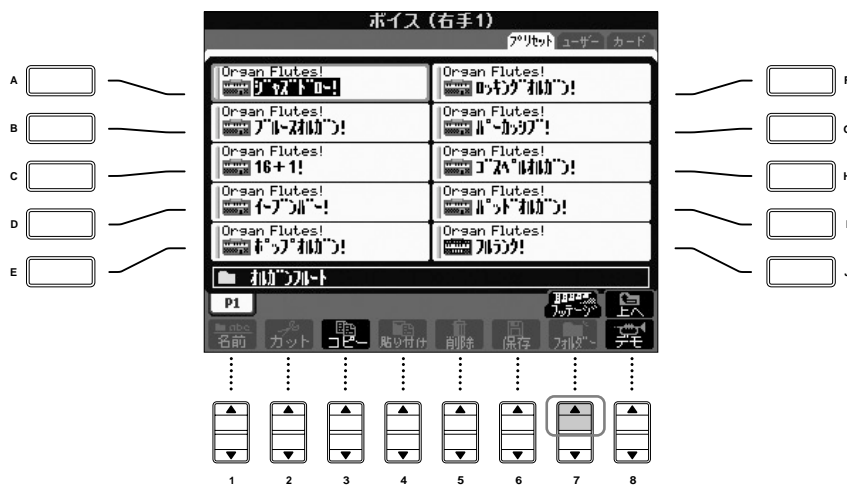 ボイス(右手1)
プリセット ユーザー カード
A
Organ Flutes!
ジャズドロー!
Organ Flutes!
ロッキングオルガン!
F
B
Organ Flutes!
ブルースオルガン!
Organ Flutes!
パーカッシブ!
G
C
Organ Flutes!
16+1!
Organ Flutes!
ゴスペルオルガン!
H
D
Organ Flutes!
イーブンバー!
Organ Flutes!
パッドオルガン!
I
E
Organ Flutes!
ポップオルガン!
Organ Flutes!
フルランク!
J
オルガンフルート
P1
フッテージ 上へ
abc
名前 カット コピー 貼り付け 削除 保存 フォルダー デモ
1 2 3 4 5 6 7 8